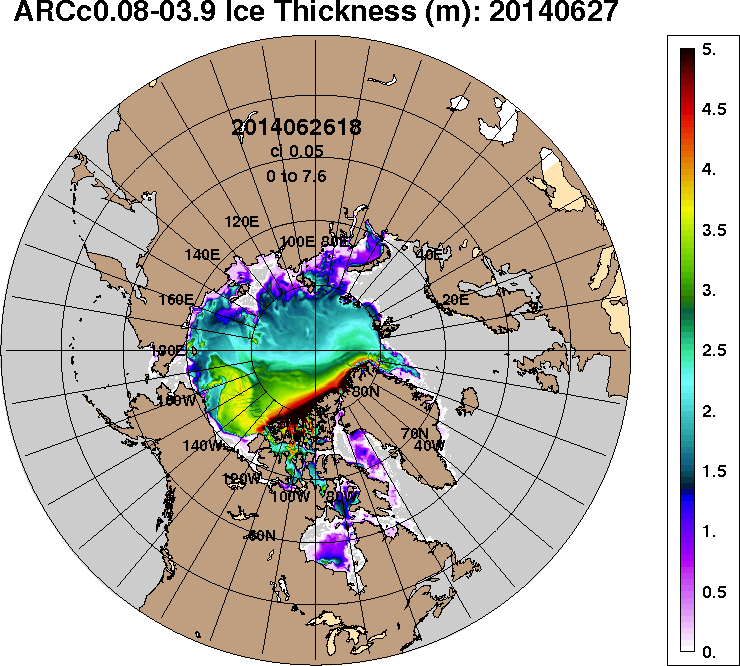 ARCc0.08-03.9 Ice Thickness (m): 20140627
2014062618
ci 0.05
0 to 7.6
120E
140E
100E
80E
40E
160E
20E
180E
160W
80N
140W
70N
40W
120W
100W
80W
60N
5.
4.5
4.
3.5
3.
2.5
2.
1.5
1.
0.5
0.